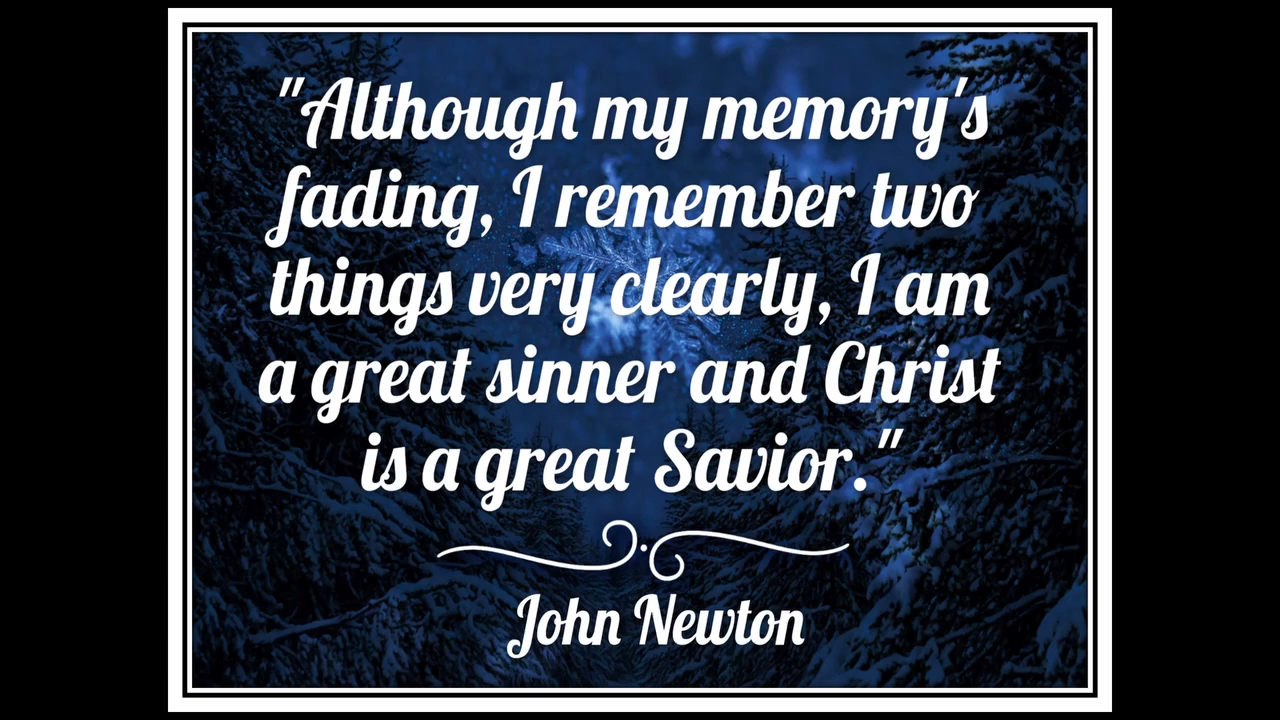 "Although my memory's
fading, I remember two
things very clearly, I am
a great sinner and Christ
is a great Savior."
John Newton